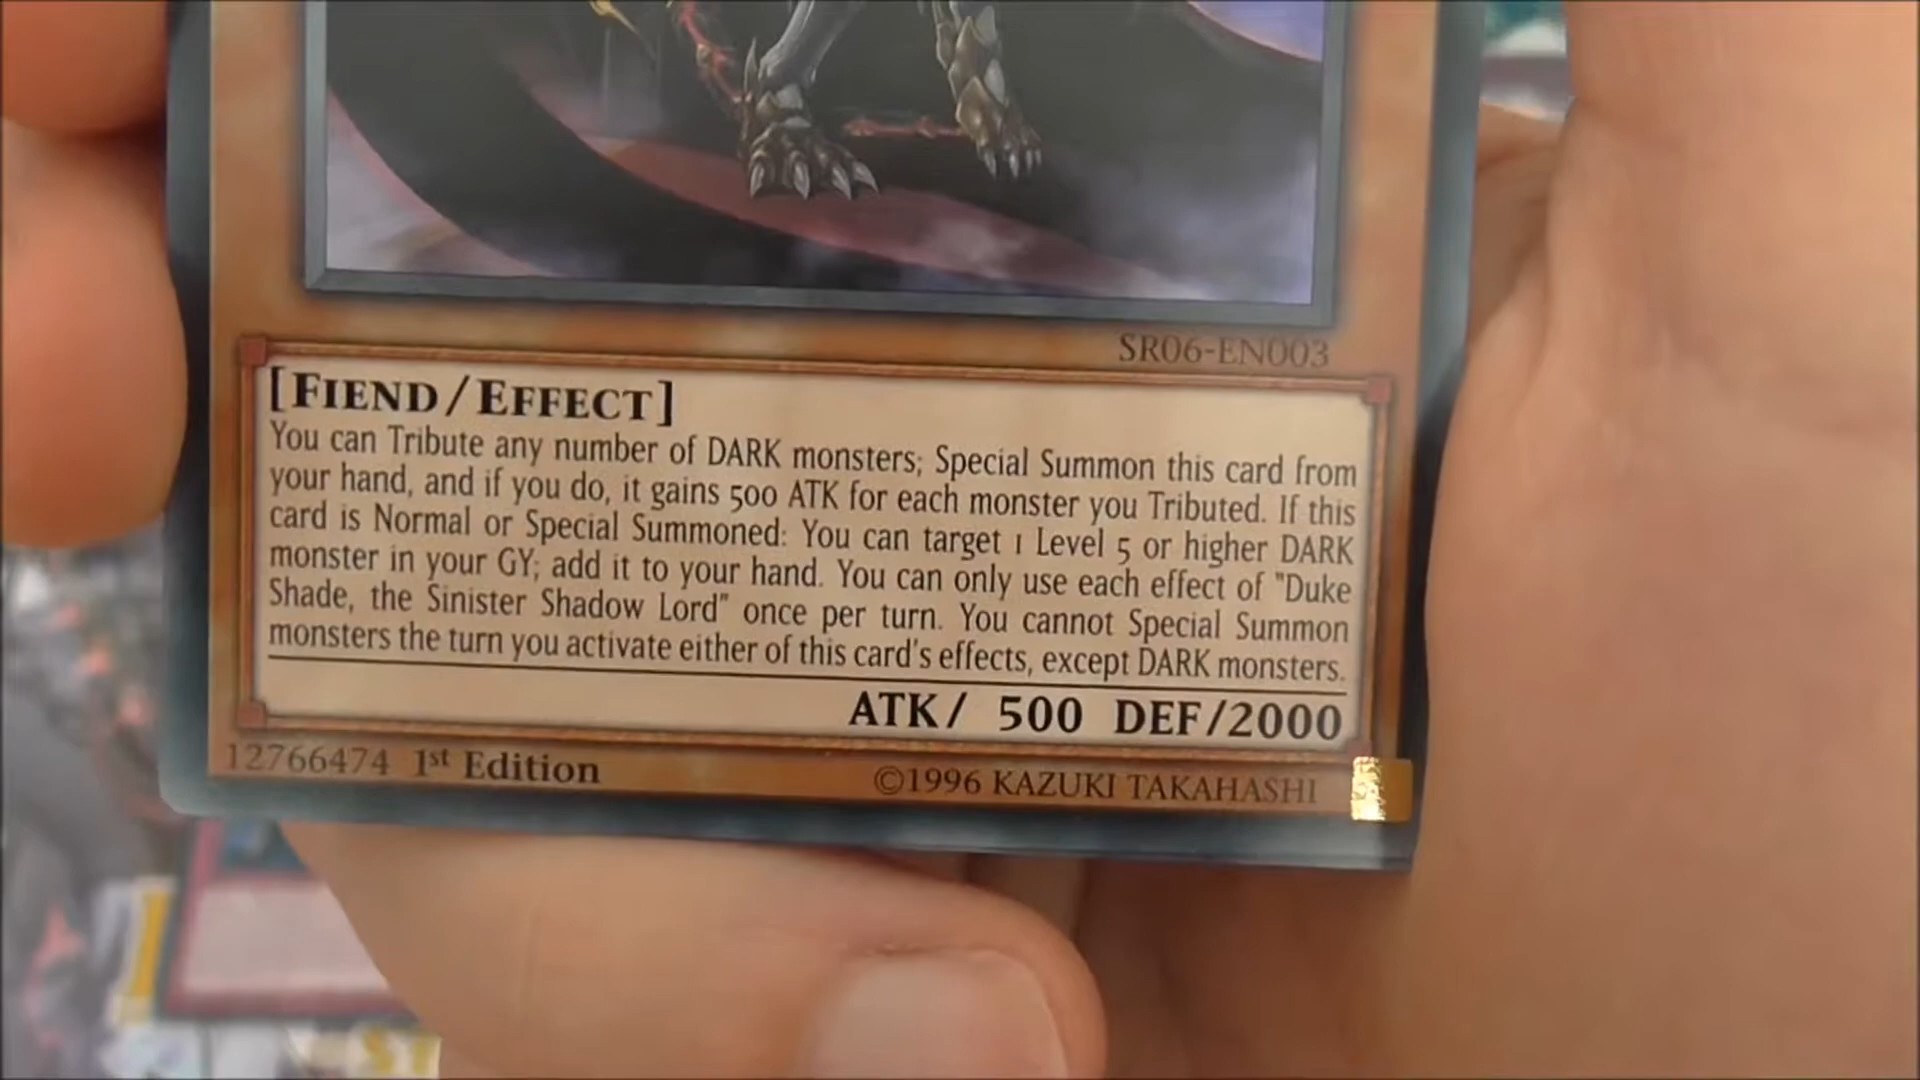 SR06-EN003
[FIEND/EFFECT]
You can Tribute any number of DARK monsters; Special Summon this card from
your hand, and if you do, it gains 500 ATK for each monster you Tributed. If this
card is Normal or Special Summoned: You can target 1 Level 5 or higher DARK
monster in your GY; add it to your hand. You can only use each effect of "Duke
Shade, the Sinister Shadow Lord" once per turn. You cannot Special Summon
monsters the turn you activate either of this card's effects, except DARK monsters.
ATK/ 500 DEF/2000
12766474 1st Edition ©1996 KAZUKI TAKAHASHI